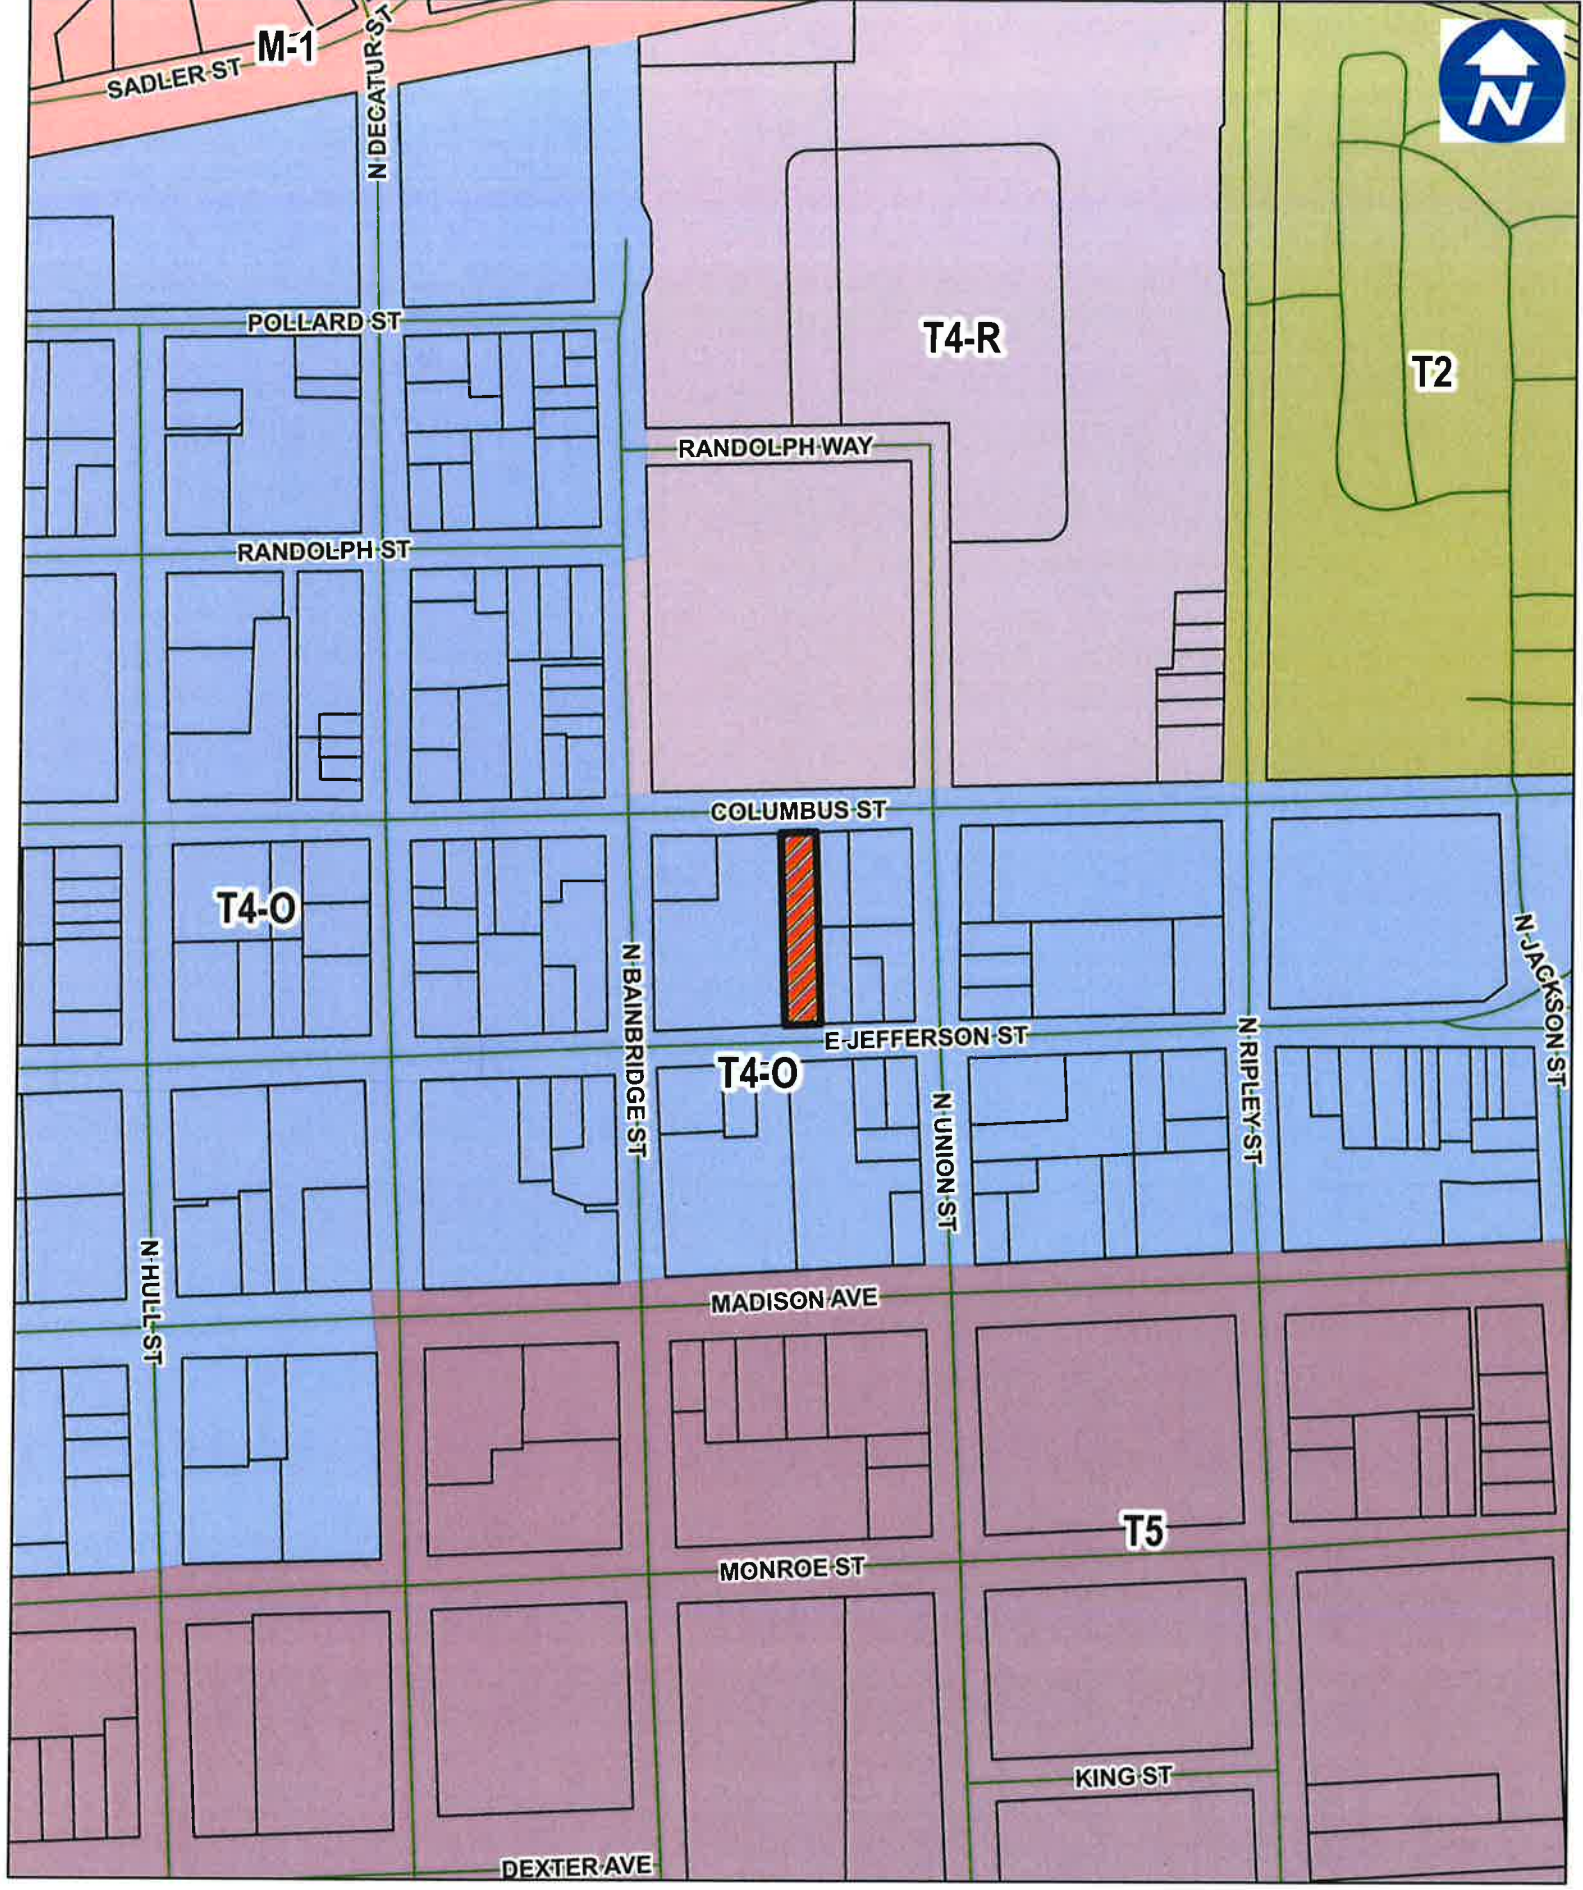 M-1
SADLER ST
N DECATUR ST
N
POLLARD ST
T4-R
T2
RANDOLPH WAY
RANDOLPH ST
COLUMBUS ST
T4-O
N BAINBRIDGE ST
E JEFFERSON ST
T4-O
N JACKSON ST
N RIPLEY ST
N UNION ST
N HULL ST
MADISON AVE
T5
MONROE ST
KING ST
DEXTER AVE